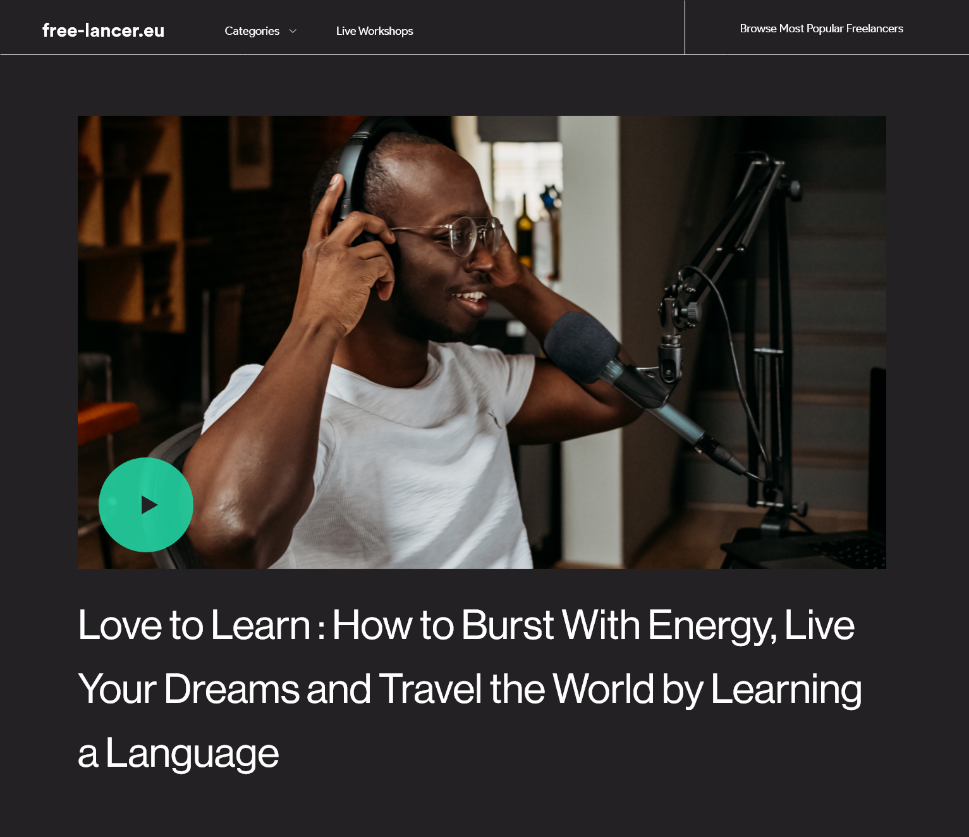 free-lancer.eu
Categories
Live Workshops
Browse Most Popular Freelancers
Love to Learn : How to Burst With Energy, Live
Your Dreams and Travel the World by Learning
a Language